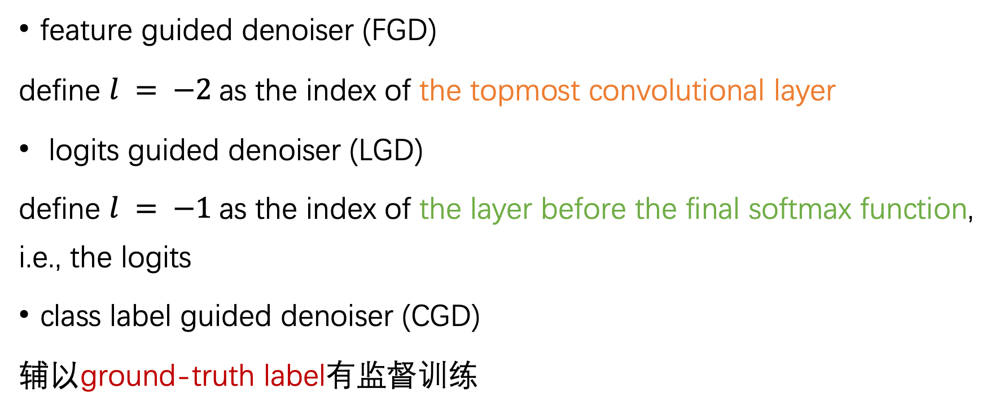 • feature guided denoiser (FGD)
define l = −2 as the index of the topmost convolutional layer
• logits guided denoiser (LGD)
define l = −1 as the index of the layer before the final softmax function,
i.e., the logits
• class label guided denoiser (CGD)
辅以ground-truth label有监督训练